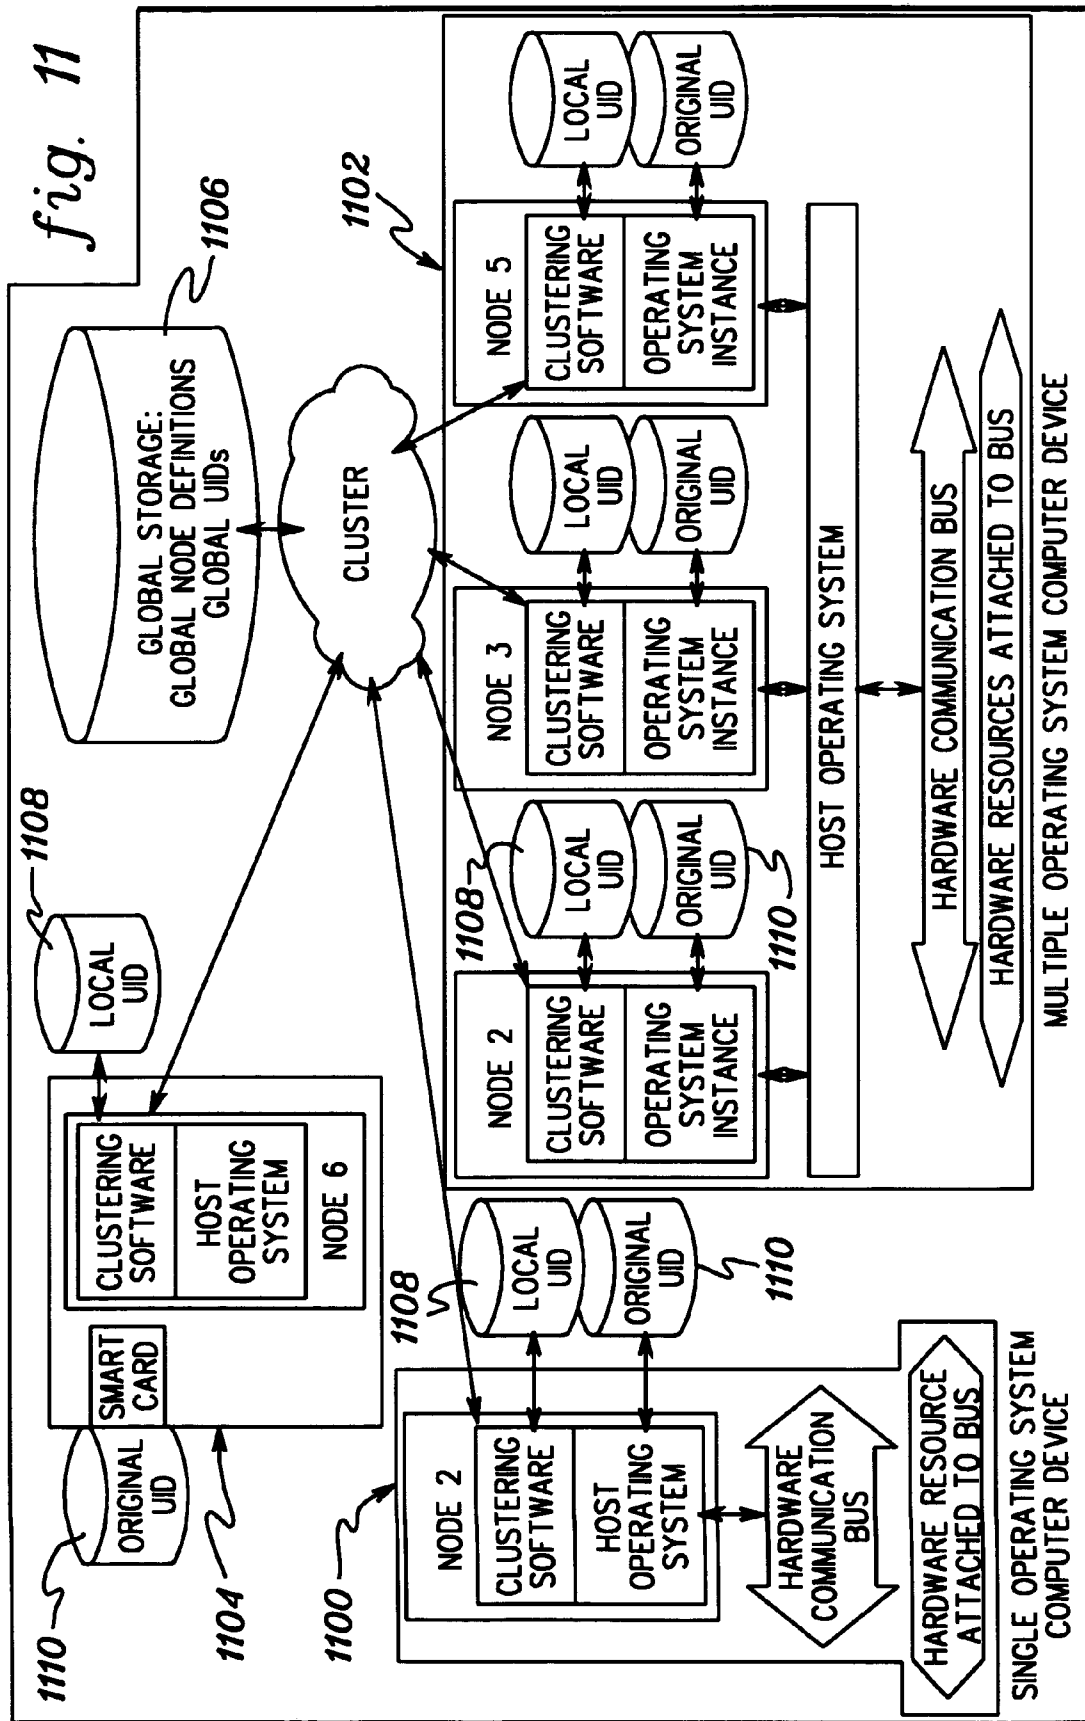 fig. 11
1106
GLOBAL STORAGE:
GLOBAL NODE DEFINITIONS
GLOBAL UIDs
CLUSTER
1108
LOCAL
UID
CLUSTERING
SOFTWARE
HOST
OPERATING
SYSTEM
NODE 6
SMART
CARD
ORIGINAL
UID
1110
1104
1100
NODE 2
CLUSTERING
SOFTWARE
HOST
OPERATING
SYSTEM
1108
LOCAL
UID
ORIGINAL
UID
1110
HARDWARE
COMMUNICATION
BUS
HARDWARE RESOURCE
ATTACHED TO BUS
SINGLE OPERATING SYSTEM
COMPUTER DEVICE
1102
NODE 2
CLUSTERING
SOFTWARE
OPERATING
SYSTEM
INSTANCE
1108
LOCAL
UID
ORIGINAL
UID
1110
NODE 3
CLUSTERING
SOFTWARE
OPERATING
SYSTEM
INSTANCE
LOCAL
UID
ORIGINAL
UID
NODE 5
CLUSTERING
SOFTWARE
OPERATING
SYSTEM
INSTANCE
LOCAL
UID
ORIGINAL
UID
HOST OPERATING SYSTEM
HARDWARE COMMUNICATION BUS
HARDWARE RESOURCES ATTACHED TO BUS
MULTIPLE OPERATING SYSTEM COMPUTER DEVICE